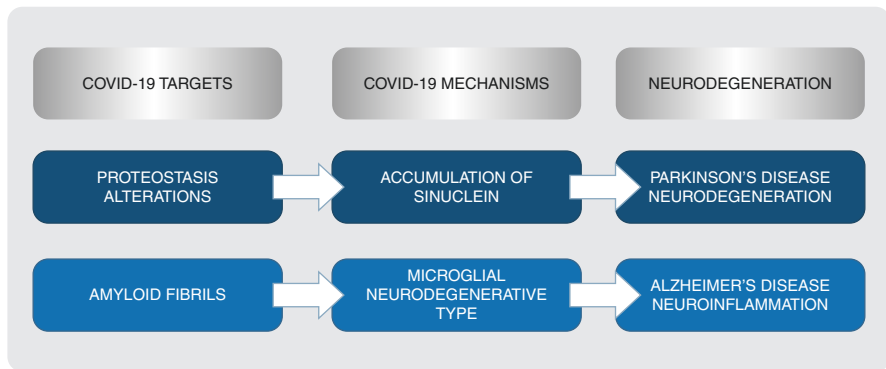 COVID-19 TARGETS
COVID-19 MECHANISMS
NEURODEGENERATION
PROTEOSTASIS
ALTERATIONS
ACCUMULATION OF
SINUCLEIN
PARKINSON'S DISEASE
NEURODEGENERATION
AMYLOID FIBRILS
MICROGLIAL
NEURODEGENERATIVE
TYPE
ALZHEIMER'S DISEASE
NEUROINFLAMMATION